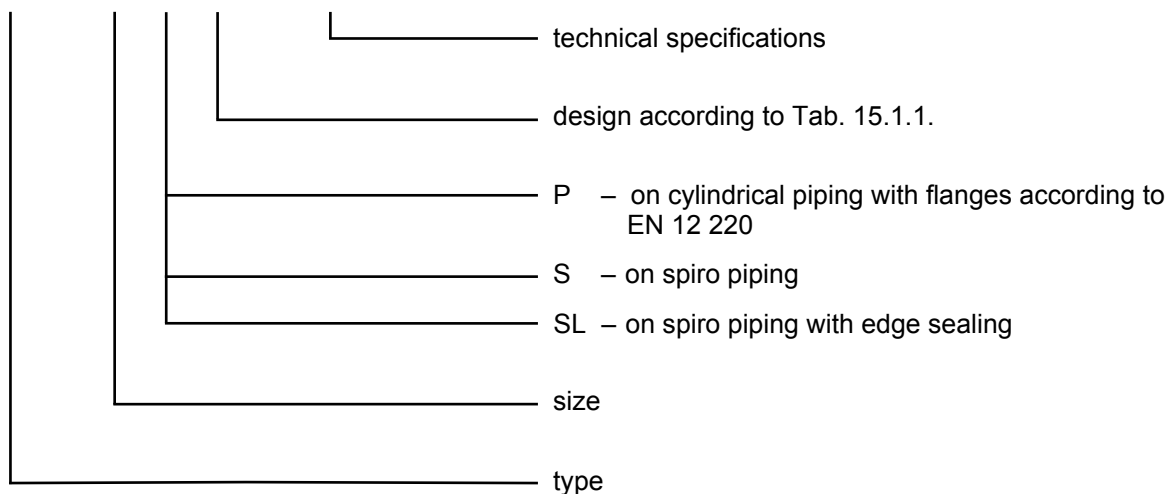 technical specifications
design according to Tab. 15.1.1.
P – on cylindrical piping with flanges according to
EN 12 220
S – on spiro piping
SL – on spiro piping with edge sealing
size
type